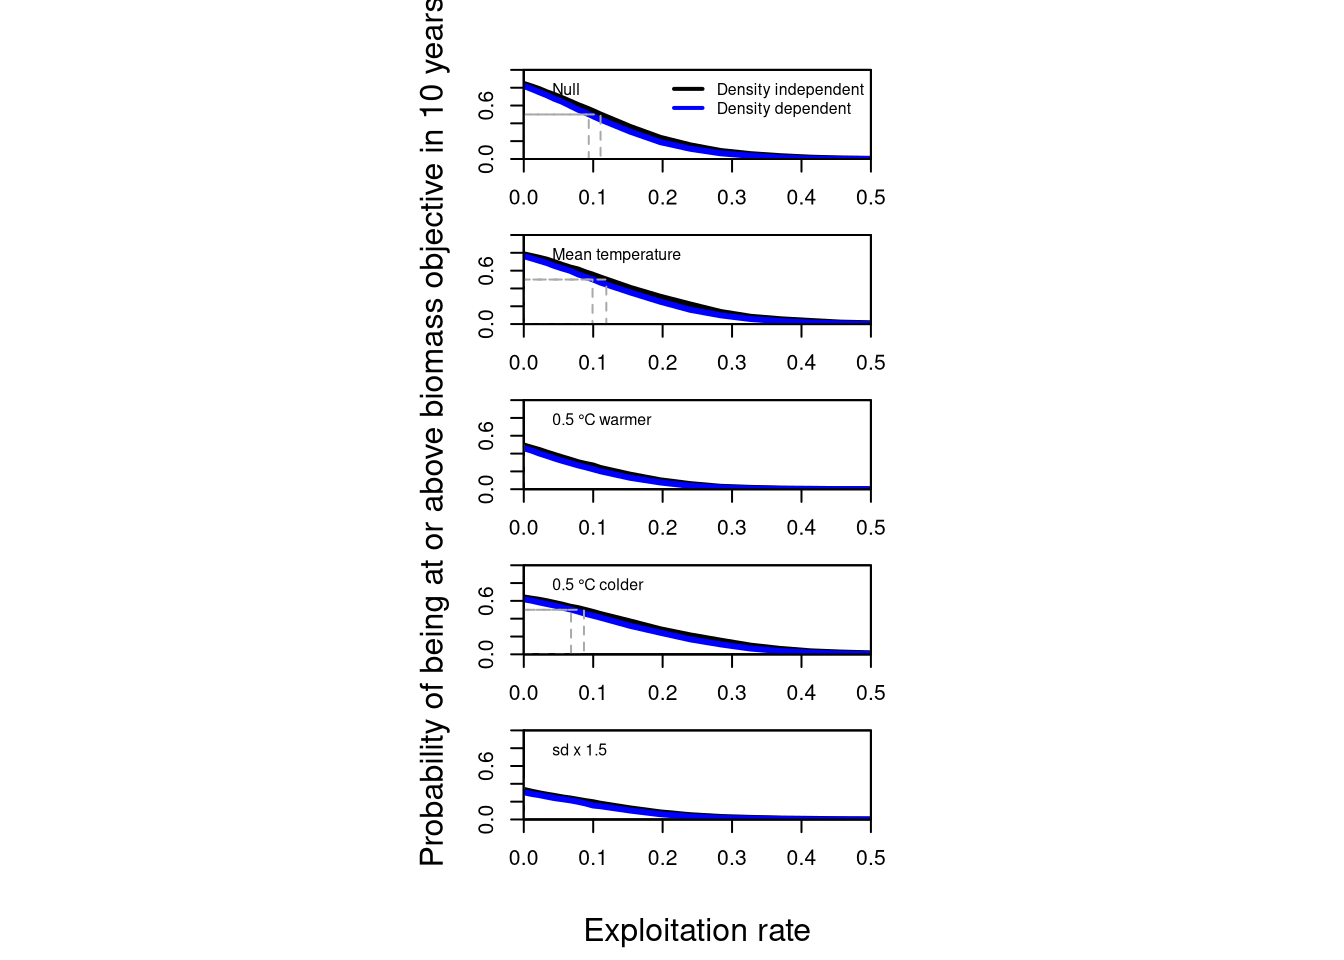 Probability of being at or above biomass objective in 10 years
Null
Density independent
Density dependent
0.0 0.6
0.0 0.1 0.2 0.3 0.4 0.5
Mean temperature
0.0 0.6
0.0 0.1 0.2 0.3 0.4 0.5
0.5 °C warmer
0.0 0.6
0.0 0.1 0.2 0.3 0.4 0.5
0.5 °C colder
0.0 0.6
0.0 0.1 0.2 0.3 0.4 0.5
sd x 1.5
0.0 0.6
0.0 0.1 0.2 0.3 0.4 0.5
Exploitation rate